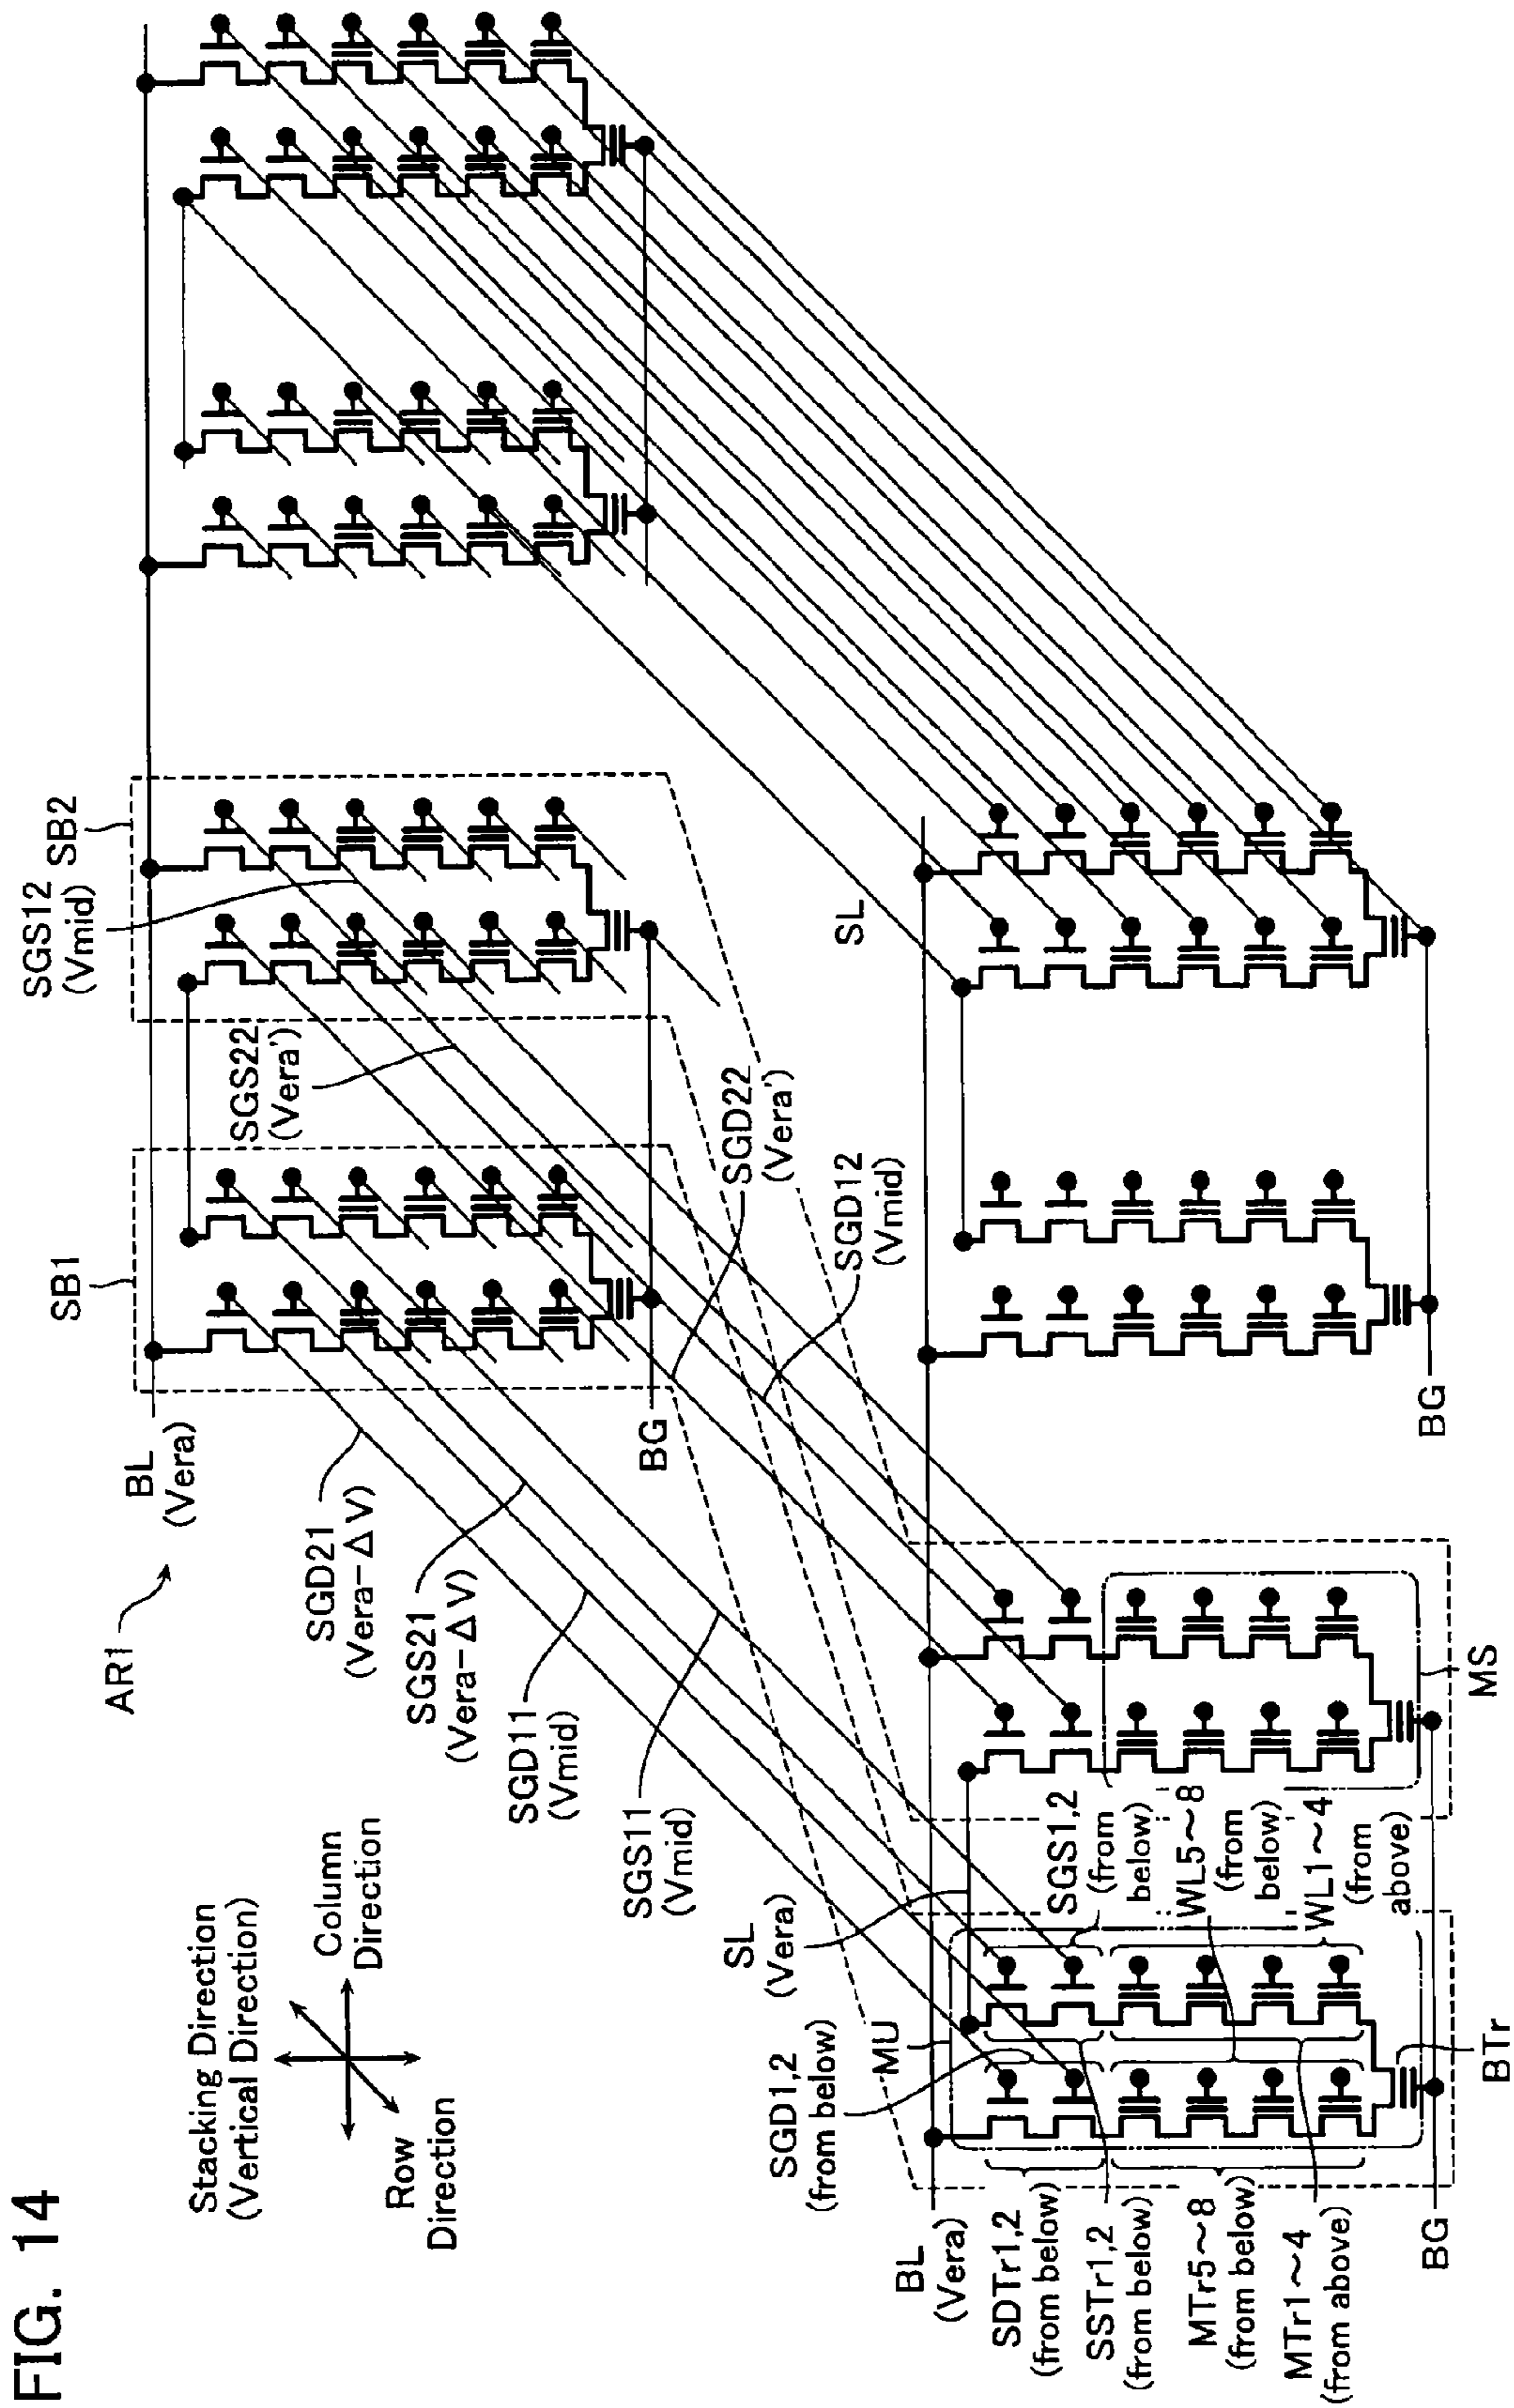 FIG. 14
Stacking Direction
(Vertical Direction)
Column
Direction
Row
Direction
AR1
BL
(Vera)
SB1
SGS12
(Vmid)
SB2
SGD21
(Vera-ΔV)
SGS21
(Vera-ΔV)
SGD11
(Vmid)
SGS11
(Vmid)
BG
SGS22
(Vera')
SGD22
(Vera')
SGD12
(Vmid)
SL
SL
(Vera)
SGD1,2
(from below)
MU
BL
(Vera)
SDTr1,2
(from below)
SSTr1,2
(from below)
MTr5~8
(from below)
MTr1~4
(from above)
BG
SGS1,2
(from
below)
WL5~8
(from
below)
WL1~4
(from
above)
BTr
MS
BG